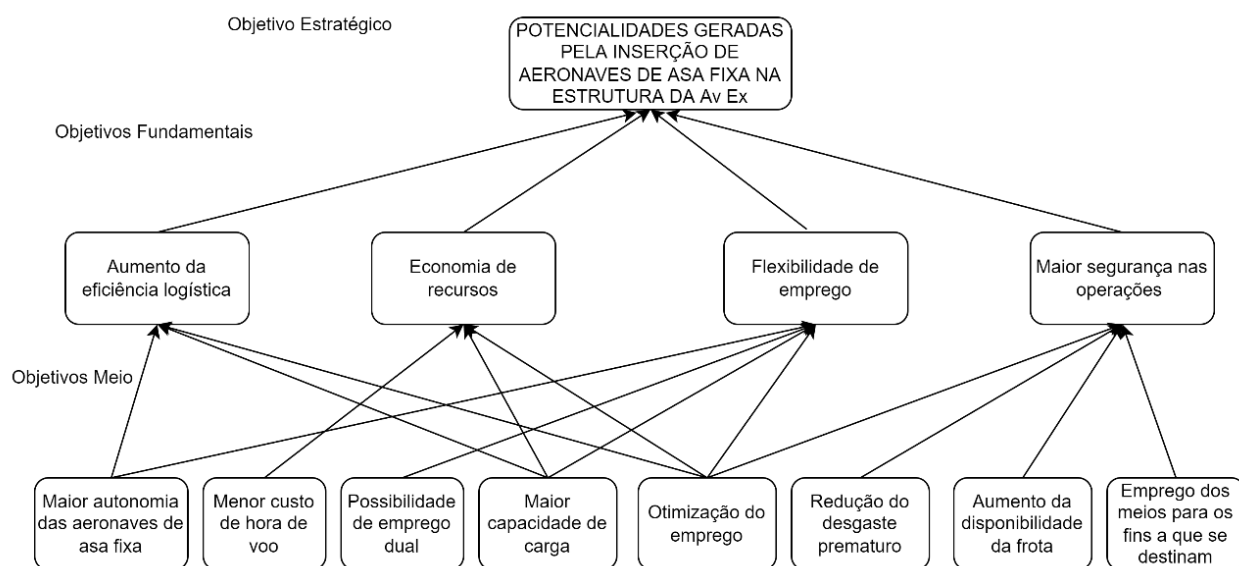 Objetivo Estratégico
POTENCIALIDADES GERADAS
PELA INSERÇÃO DE
AERONAVES DE ASA FIXA NA
ESTRUTURA DA Av Ex
Objetivos Fundamentais
Aumento da
eficiência logística
Economia de
recursos
Flexibilidade de
emprego
Maior segurança nas
operações
Objetivos Meio
Maior autonomia
das aeronaves de
asa fixa
Menor custo
de hora de
voo
Possibilidade
de emprego
dual
Maior
capacidade de
carga
Otimização do
emprego
Redução do
desgaste
prematuro
Aumento da
disponibilidade
da frota
Emprego dos
meios para os
fins a que se
destinam